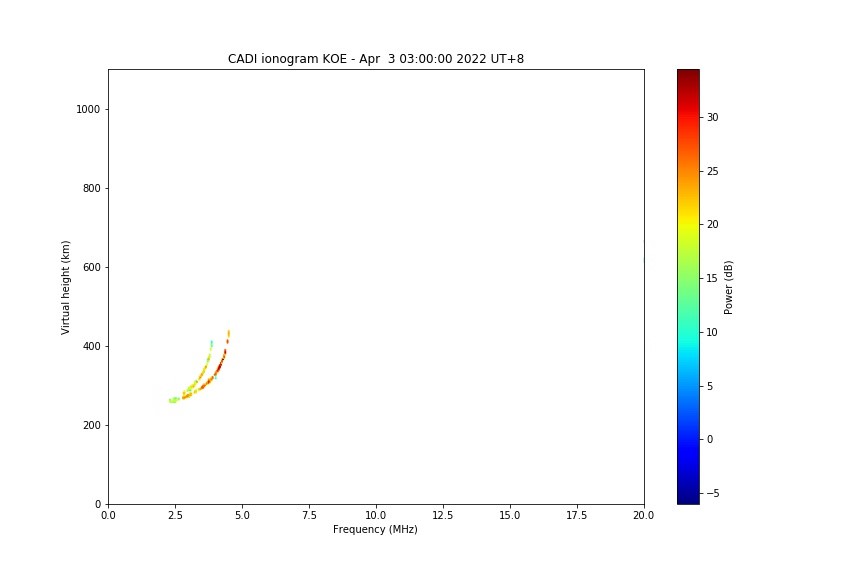 CADI ionogram KOE - Apr  3 03:00:00 2022 UT+8
1000
800
600
400
200
0
Virtual height (km)
0.0 2.5 5.0 7.5 10.0 12.5 15.0 17.5 20.0
Frequency (MHz)
30
25
20
15
10
5
0
−5
Power (dB)